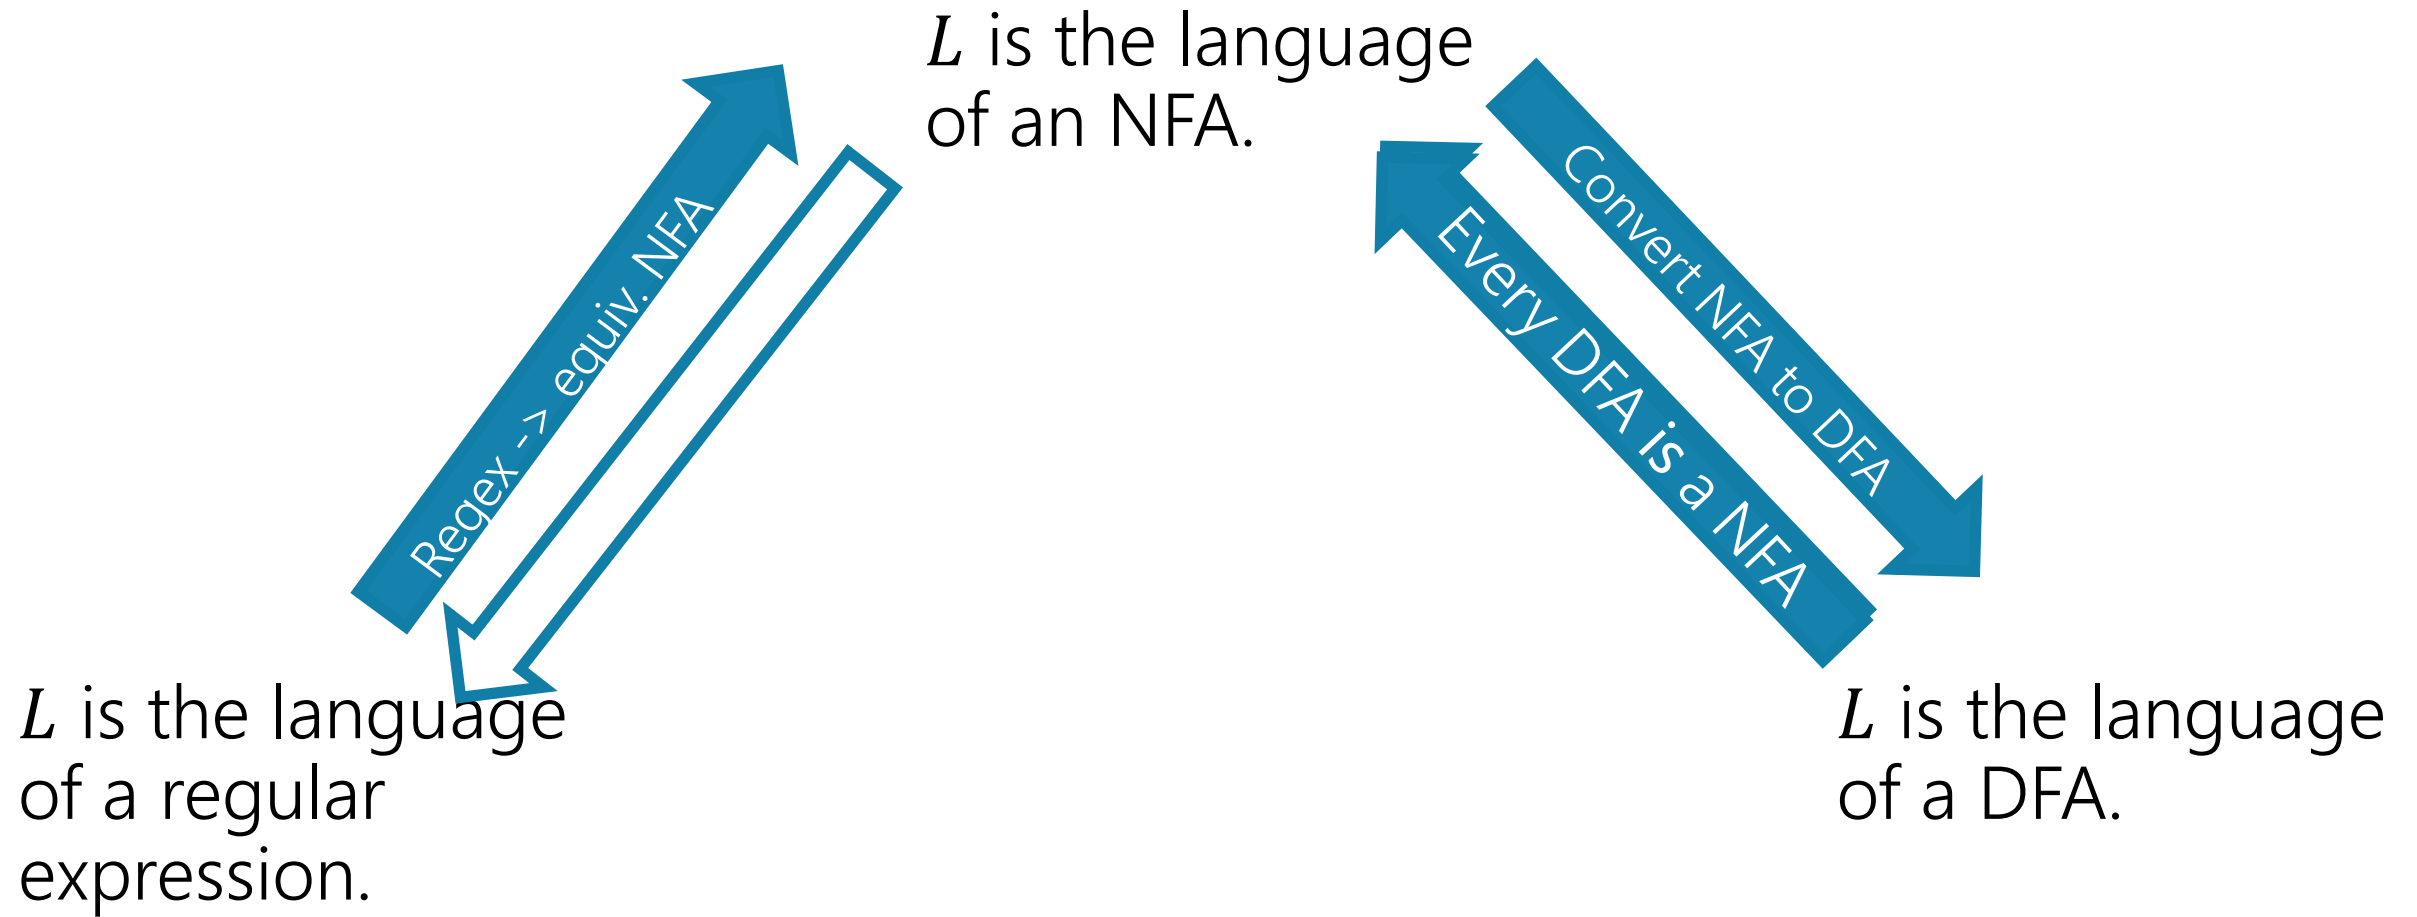 L is the language
of an NFA.
Regex -> equiv. NFA
Convert NFA to DFA
Every DFA is a NFA
L is the language
of a regular
expression.
L is the language
of a DFA.